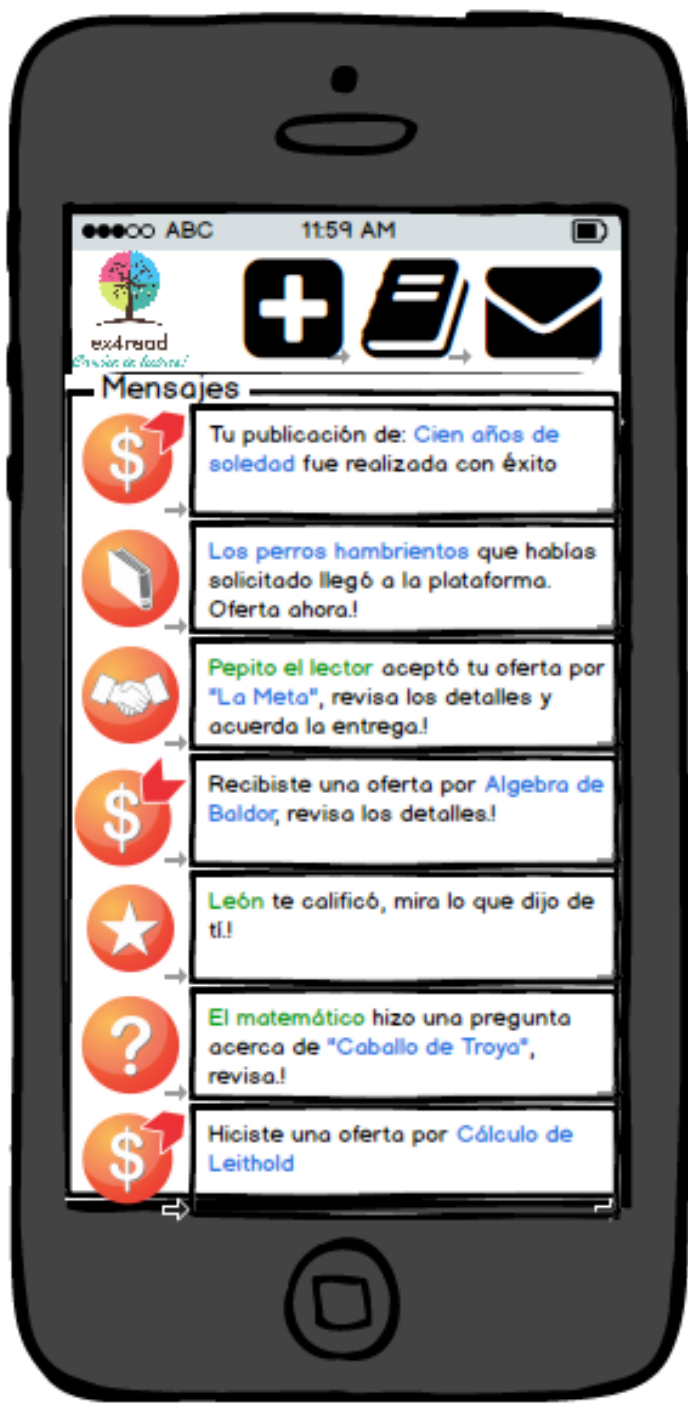 ABC 11:59 AM
ex4read
Mensajes
Tu publicación de: Cien años de
soledad fue realizada con éxito
Los perros hambrientos que habías
solicitado llegó a la plataforma.
Oferta ahora.!
Pepito el lector aceptó tu oferta por
"La Meta", revisa los detalles y
acuerda la entrega.!
Recibiste una oferta por Algebra de
Baldor, revisa los detalles.!
León te calificó, mira lo que dijo de
tí.!
El matemático hizo una pregunta
acerca de "Caballo de Troya",
revisa.!
Hiciste una oferta por Cálculo de
Leithold